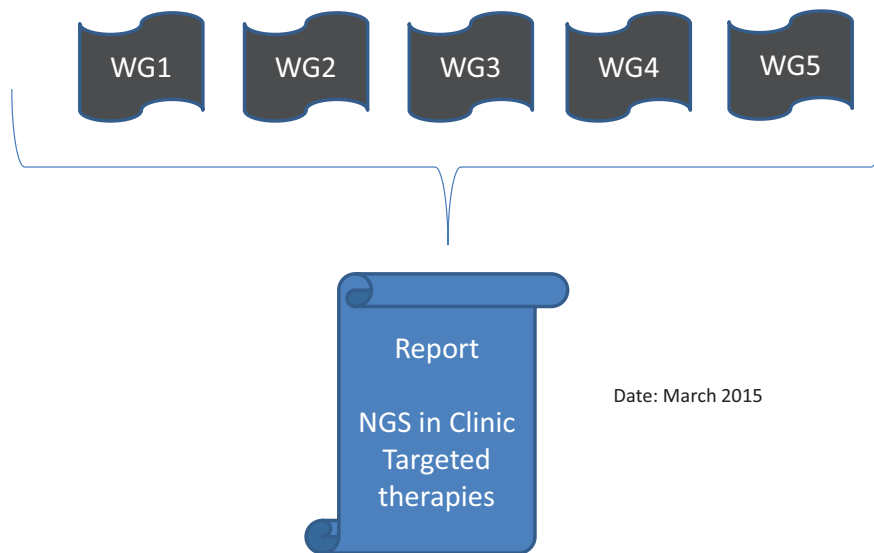 WG1 WG2 WG3 WG4 WG5
Report
NGS in Clinic
Targeted
therapies
Date: March 2015